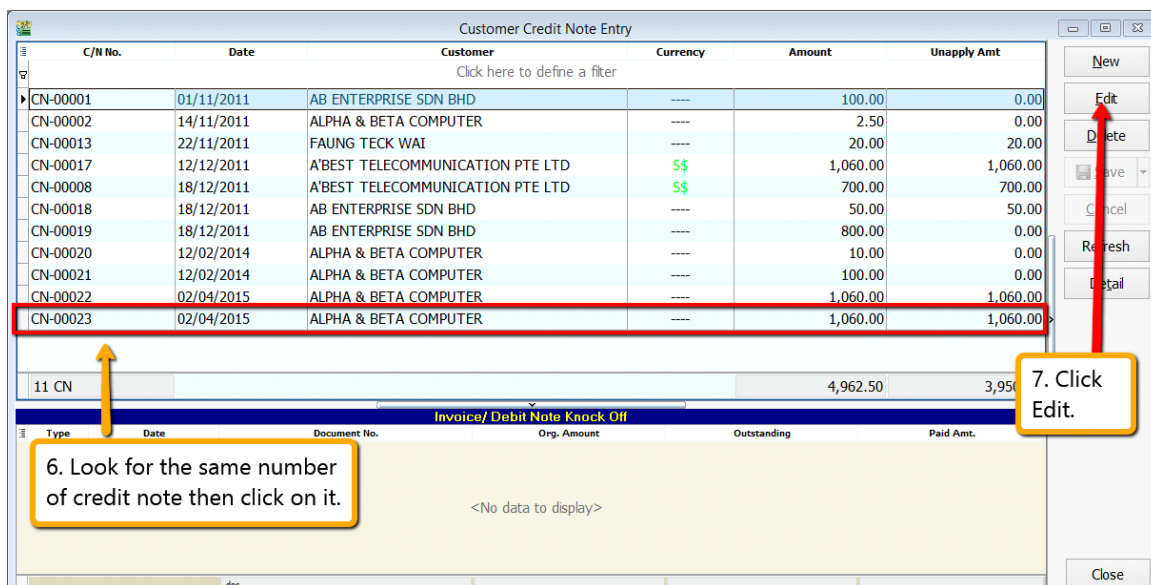 Customer Credit Note Entry
C/N No. Date Customer Currency Amount Unapply Amt
Click here to define a filter
CN-00001 01/11/2011 AB ENTERPRISE SDN BHD ---- 100.00 0.00
CN-00002 14/11/2011 ALPHA & BETA COMPUTER ---- 2.50 0.00
CN-00013 22/11/2011 FAUNG TECK WAI ---- 20.00 20.00
CN-00017 12/12/2011 A'BEST TELECOMMUNICATION PTE LTD S$ 1,060.00 1,060.00
CN-00008 18/12/2011 A'BEST TELECOMMUNICATION PTE LTD S$ 700.00 700.00
CN-00018 18/12/2011 AB ENTERPRISE SDN BHD ---- 50.00 50.00
CN-00019 18/12/2011 AB ENTERPRISE SDN BHD ---- 800.00 0.00
CN-00020 12/02/2014 ALPHA & BETA COMPUTER ---- 10.00 0.00
CN-00021 12/02/2014 ALPHA & BETA COMPUTER ---- 100.00 0.00
CN-00022 02/04/2015 ALPHA & BETA COMPUTER ---- 1,060.00 1,060.00
CN-00023 02/04/2015 ALPHA & BETA COMPUTER ---- 1,060.00 1,060.00
11 CN 4,962.50 3,950
New
Edit
Delete
Save
Cancel
Refresh
Detail
7. Click
Edit.
Invoice/ Debit Note Knock Off
Type Date Document No. Org. Amount Outstanding Paid Amt.
6. Look for the same number
of credit note then click on it.
<No data to display>
Close